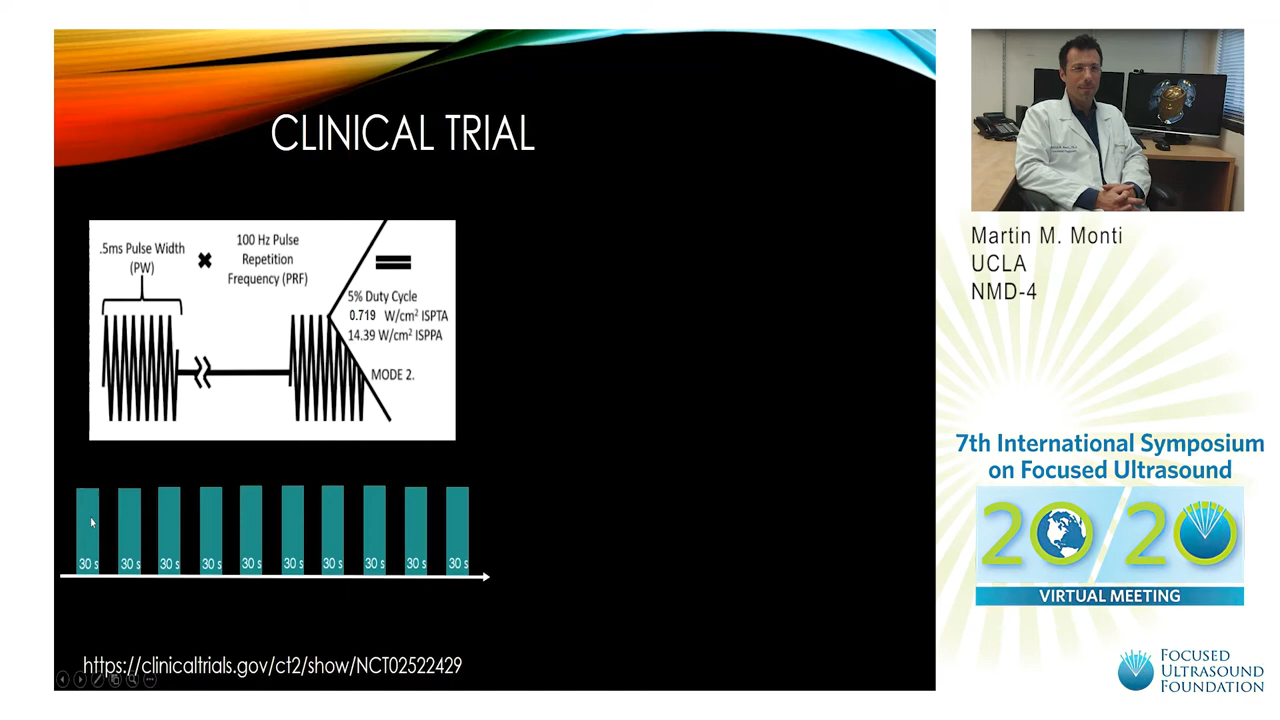 CLINICAL TRIAL
.5ms Pulse Width
(PW)
100 Hz Pulse
Repetition
Frequency (PRF)
5% Duty Cycle
0.719 W/cm² ISPTA
14.39 W/cm² ISPPA
MODE 2.
30 s 30 s 30 s 30 s 30 s 30 s 30 s 30 s 30 s 30 s
https://clinicaltrials.gov/ct2/show/NCT02522429
Martin M. Monti
UCLA
NMD-4
7th International Symposium
on Focused Ultrasound
20/20
VIRTUAL MEETING
FOCUSED
ULTRASOUND
FOUNDATION